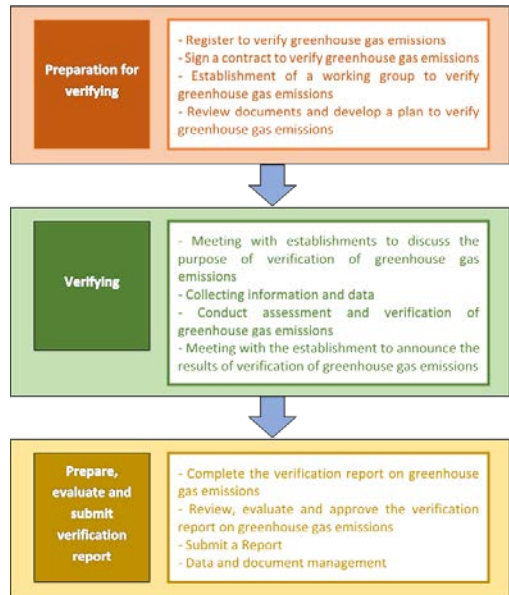 Preparation for
verifying
- Register to verify greenhouse gas emissions
- Sign a contract to verify greenhouse gas emissions
- Establishment of a working group to verify
greenhouse gas emissions
- Review documents and develop a plan to verify
greenhouse gas emissions
Verifying
- Meeting with establishments to discuss the
purpose of verification of greenhouse gas
emissions
- Collecting information and data
- Conduct assessment and verification of
greenhouse gas emissions
- Meeting with the establishment to announce the
results of verification of greenhouse gas emissions
Prepare,
evaluate and
submit
verification
report
- Complete the verification report on greenhouse
gas emissions
- Review, evaluate and approve the verification
report on greenhouse gas emissions
- Submit a Report
- Data and document management